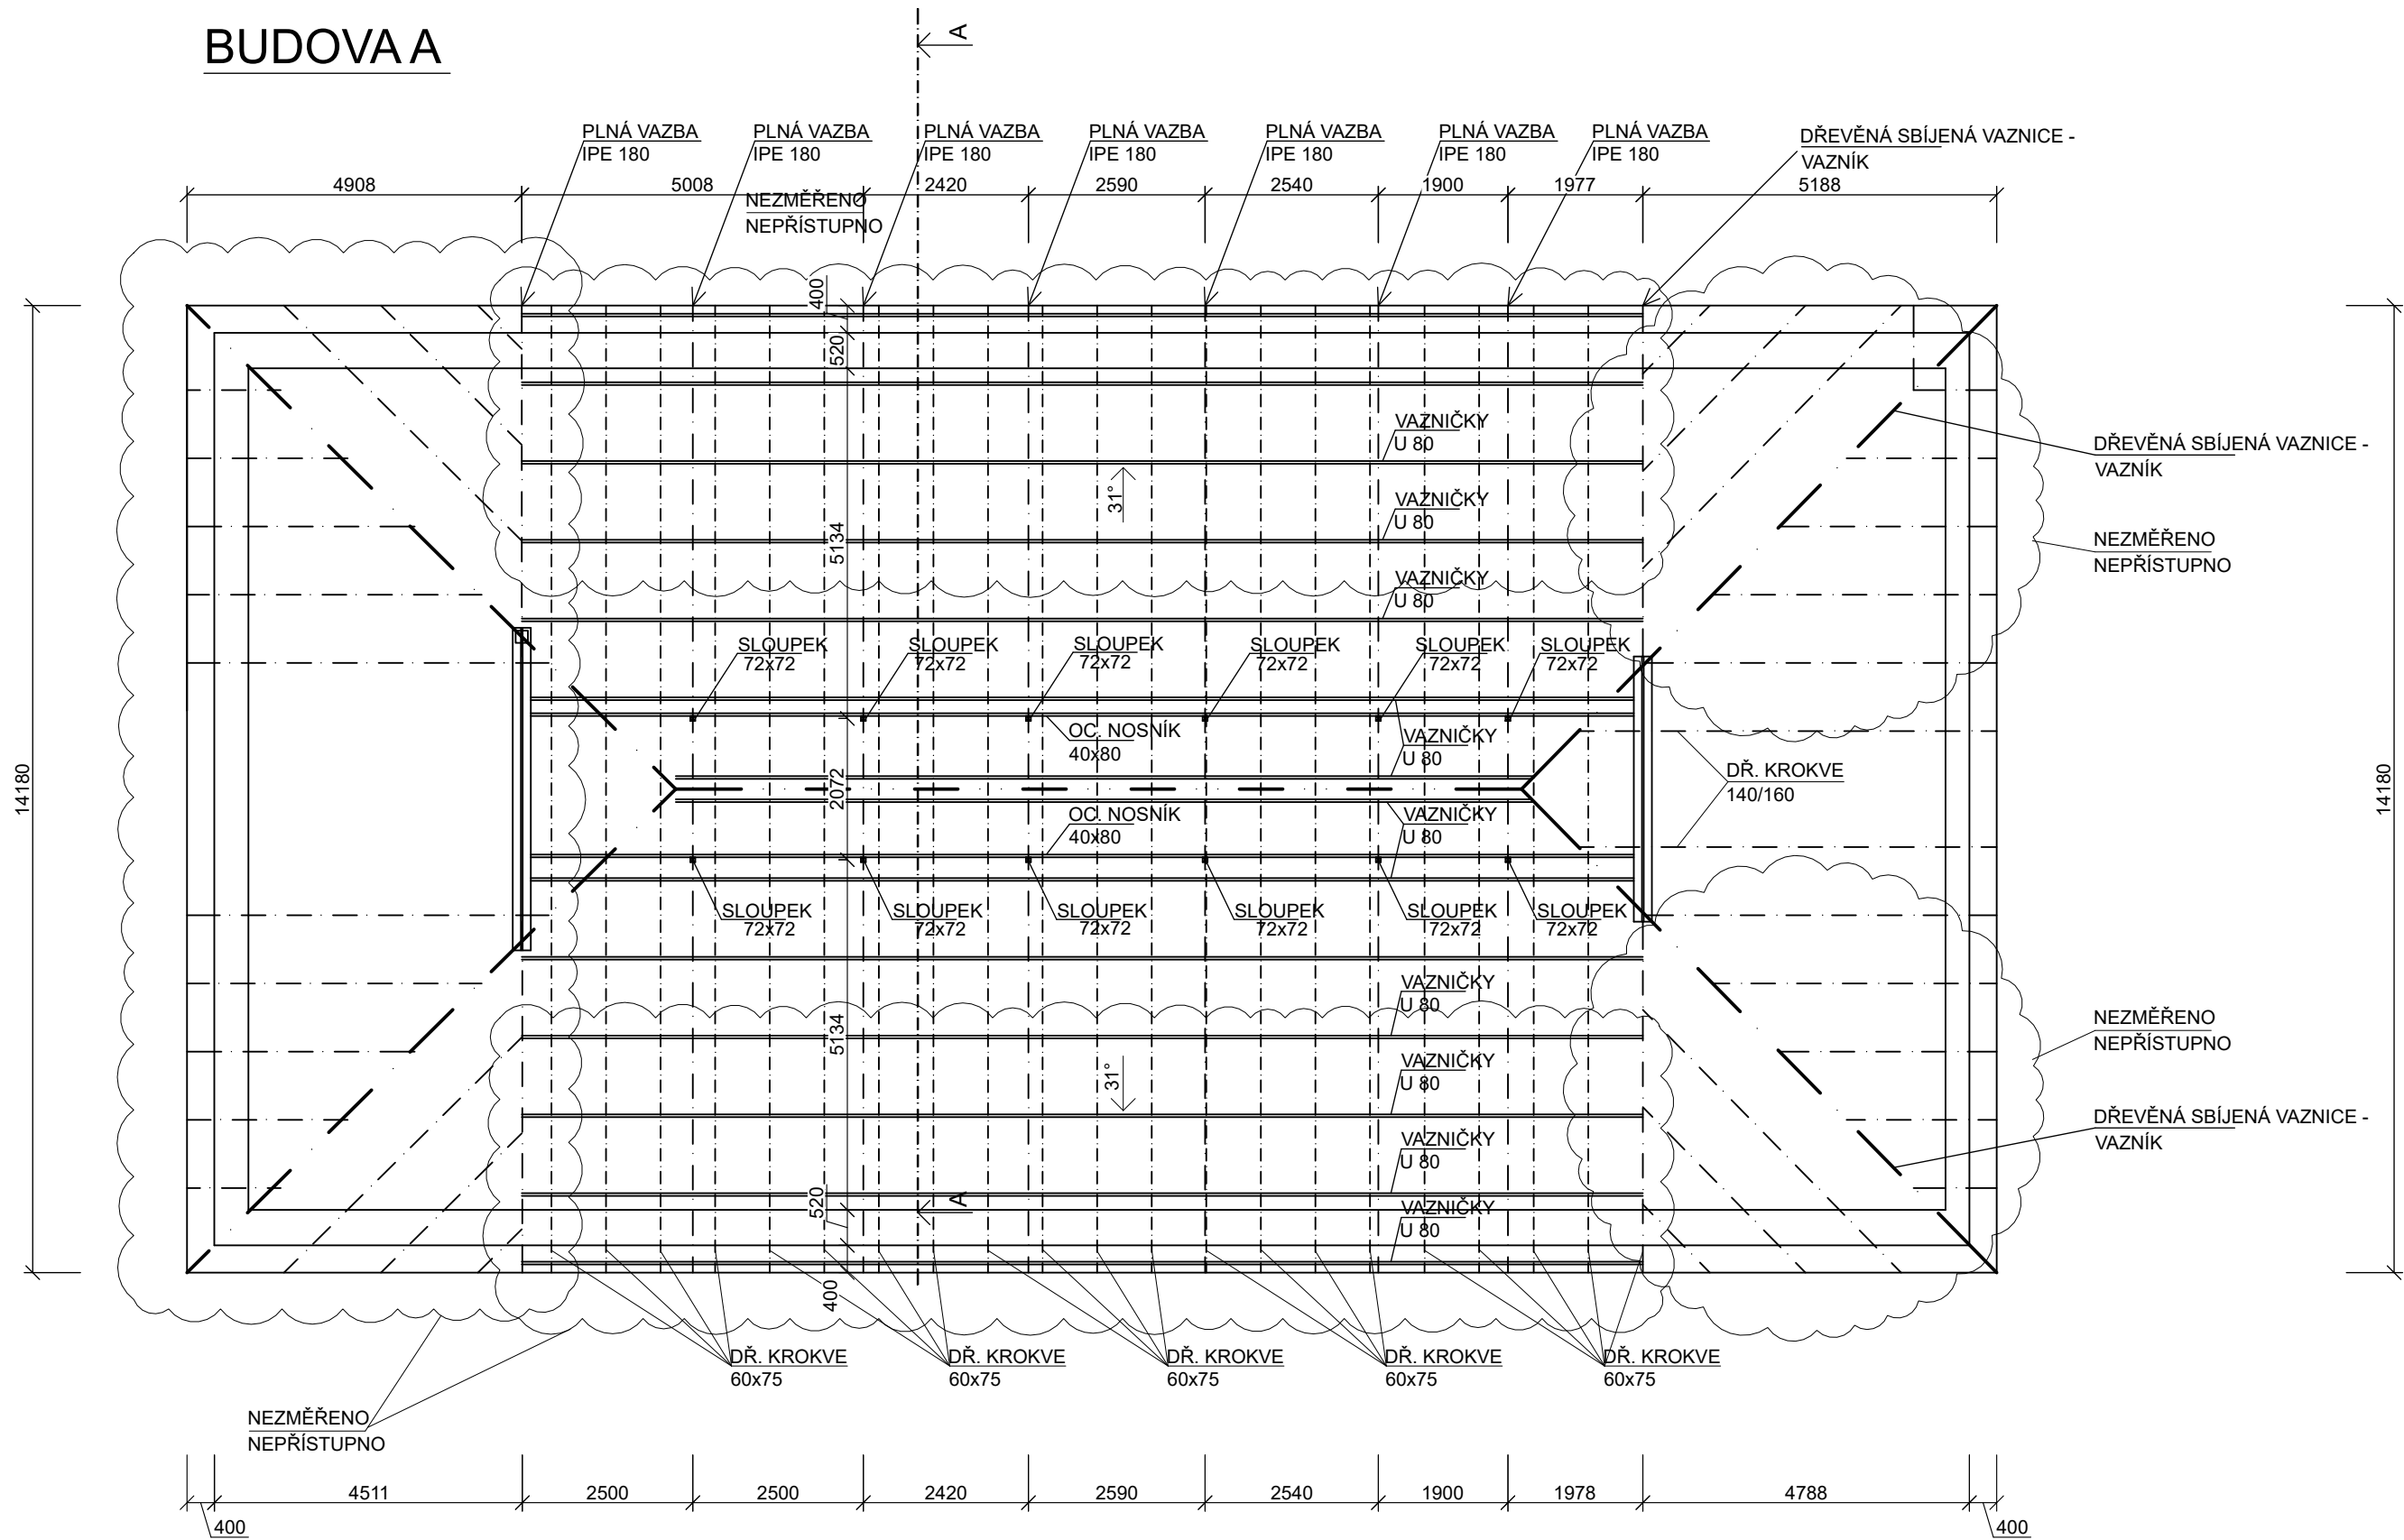 BUDOVA A
A
PLNÁ VAZBA
IPE 180
PLNÁ VAZBA
IPE 180
PLNÁ VAZBA
IPE 180
PLNÁ VAZBA
IPE 180
PLNÁ VAZBA
IPE 180
PLNÁ VAZBA
IPE 180
PLNÁ VAZBA
IPE 180
DŘEVĚNÁ SBÍJENÁ VAZNICE -
VAZNÍK
4908
5008
2420
2590
2540
1900
1977
5188
NEZMĚŘENO
NEPŘÍSTUPNO
400
520
VAZNIČKY
U 80
DŘEVĚNÁ SBÍJENÁ VAZNICE -
VAZNÍK
31°
VAZNIČKY
U 80
5134
NEZMĚŘENO
NEPŘÍSTUPNO
VAZNIČKY
U 80
SLOUPEK
72x72
SLOUPEK
72x72
SLOUPEK
72x72
SLOUPEK
72x72
SLOUPEK
72x72
SLOUPEK
72x72
OC. NOSNÍK
40x80
VAZNIČKY
U 80
14180
2072
DŘ. KROKVE
140/160
14180
OC. NOSNÍK
40x80
VAZNIČKY
U 80
SLOUPEK
72x72
SLOUPEK
72x72
SLOUPEK
72x72
SLOUPEK
72x72
SLOUPEK
72x72
SLOUPEK
72x72
VAZNIČKY
U 80
5134
NEZMĚŘENO
NEPŘÍSTUPNO
31°
VAZNIČKY
U 80
DŘEVĚNÁ SBÍJENÁ VAZNICE -
VAZNÍK
VAZNIČKY
U 80
520
A
VAZNIČKY
U 80
400
DŘ. KROKVE
60x75
DŘ. KROKVE
60x75
DŘ. KROKVE
60x75
DŘ. KROKVE
60x75
DŘ. KROKVE
60x75
NEZMĚŘENO
NEPŘÍSTUPNO
4511
2500
2500
2420
2590
2540
1900
1978
4788
400
400